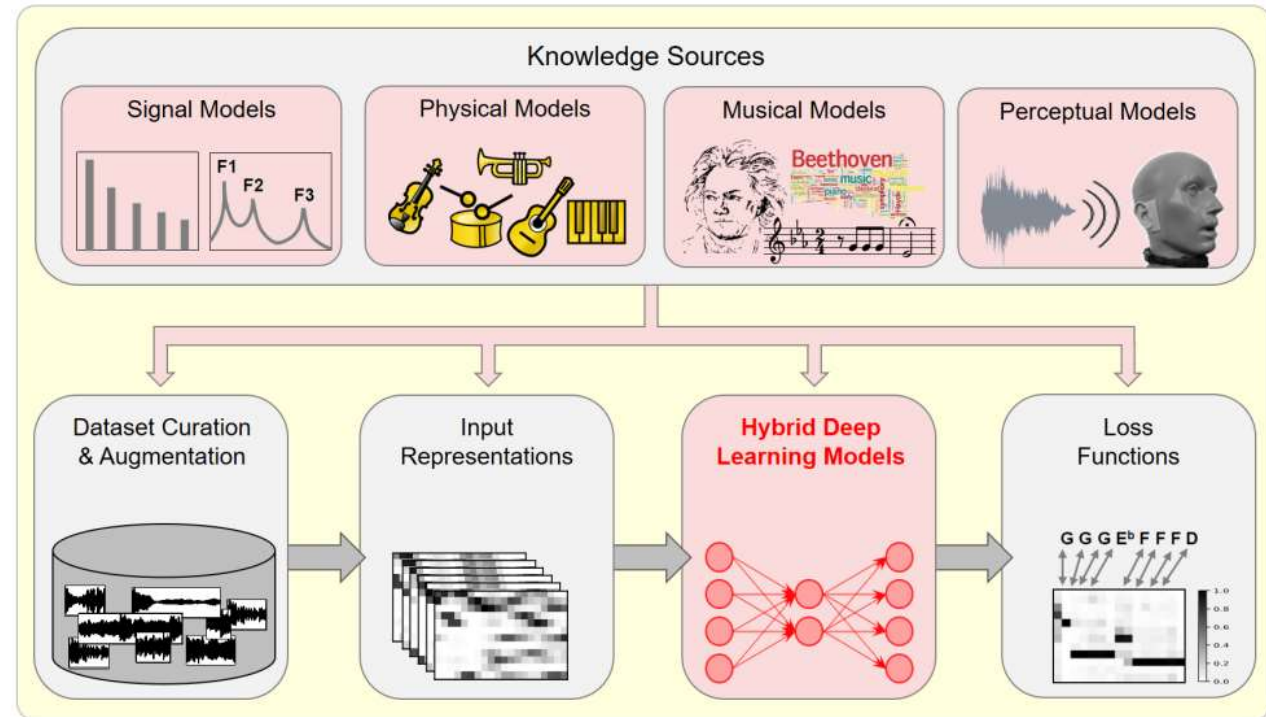 Knowledge Sources
Signal Models
F1
F2
F3
Physical Models
Musical Models
Beethoven
music
piano
Perceptual Models
Dataset Curation
& Augmentation
Input
Representations
Hybrid Deep
Learning Models
Loss
Functions
G G G Eᵇ F F F D
1.0
0.8
0.6
0.4
0.2
0.0